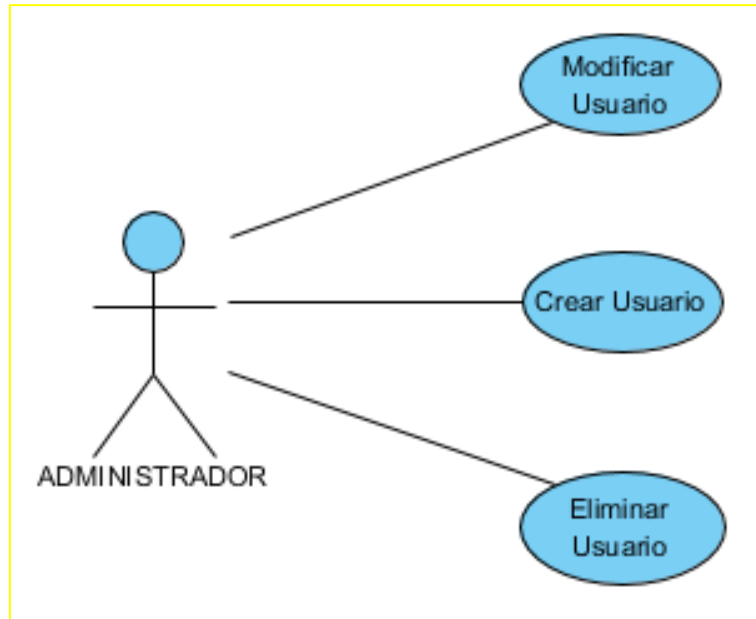 Modificar
Usuario
Crear Usuario
ADMINISTRADOR
Eliminar
Usuario